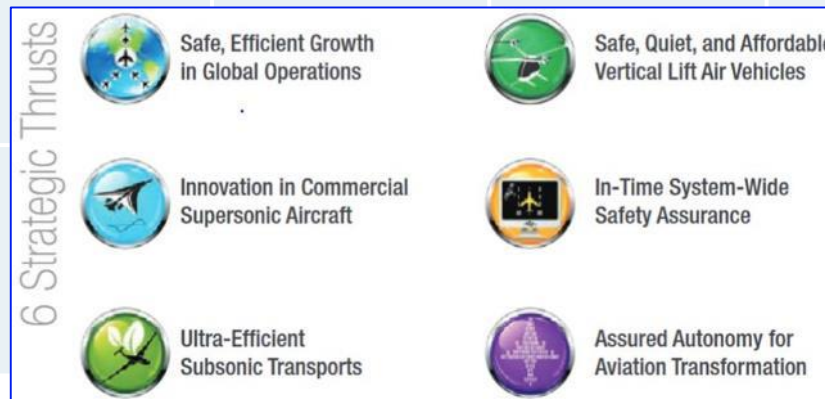 6 Strategic Thrusts
Safe, Efficient Growth
in Global Operations
Safe, Quiet, and Affordable
Vertical Lift Air Vehicles
Innovation in Commercial
Supersonic Aircraft
In-Time System-Wide
Safety Assurance
Ultra-Efficient
Subsonic Transports
Assured Autonomy for
Aviation Transformation